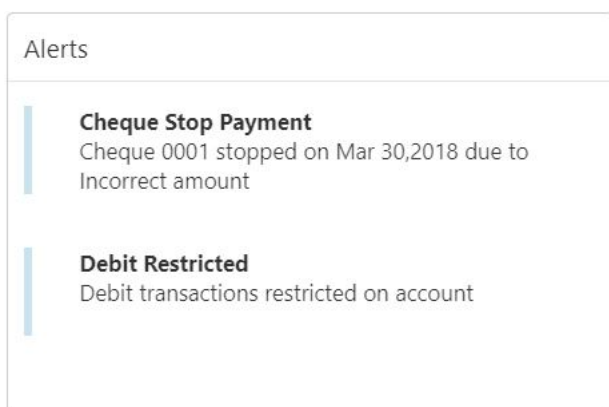 Alerts
Cheque Stop Payment
Cheque 0001 stopped on Mar 30,2018 due to
Incorrect amount
Debit Restricted
Debit transactions restricted on account